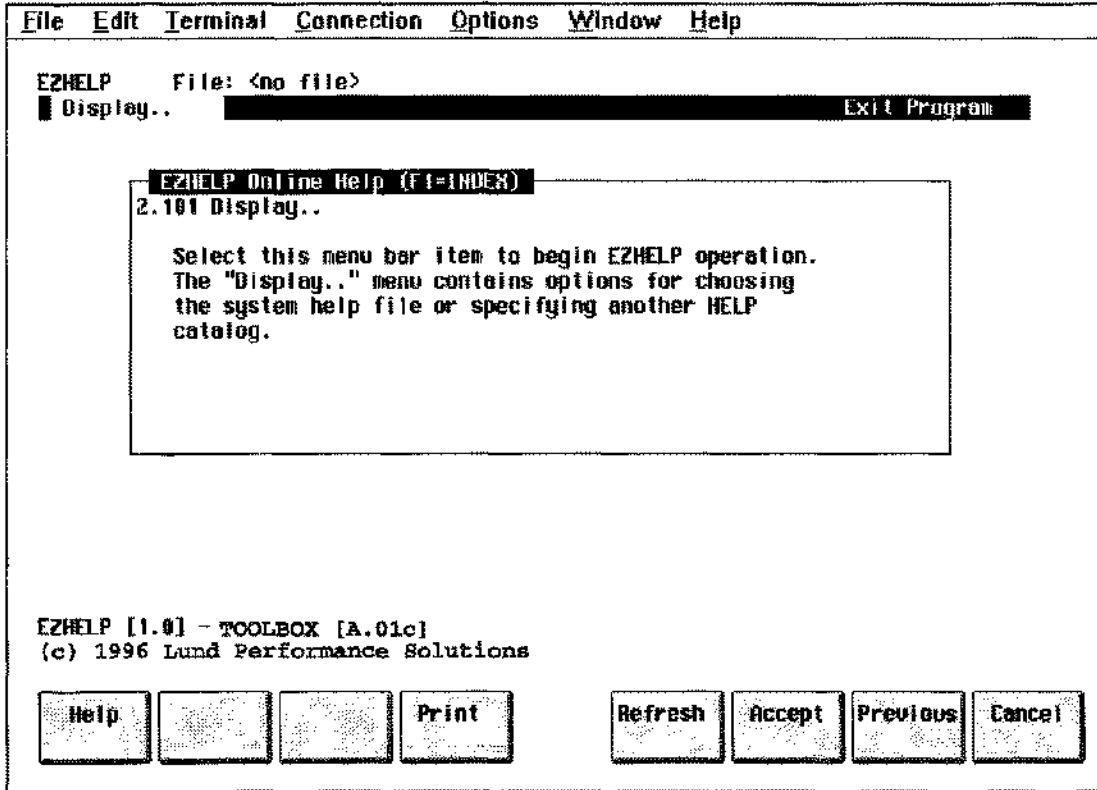 File Edit Terminal Connection Options Window Help
EZHELP File: <no file>
Display.. Exit Program
EZHELP Online Help (F1=INDEX)
2.101 Display..
Select this menu bar item to begin EZHELP operation.
The "Display.." menu contains options for choosing
the system help file or specifying another HELP
catalog.
EZHELP [1.0] - TOOLBOX [A.01c]
(c) 1996 Lund Performance Solutions
Help Print Refresh Accept Previous Cancel